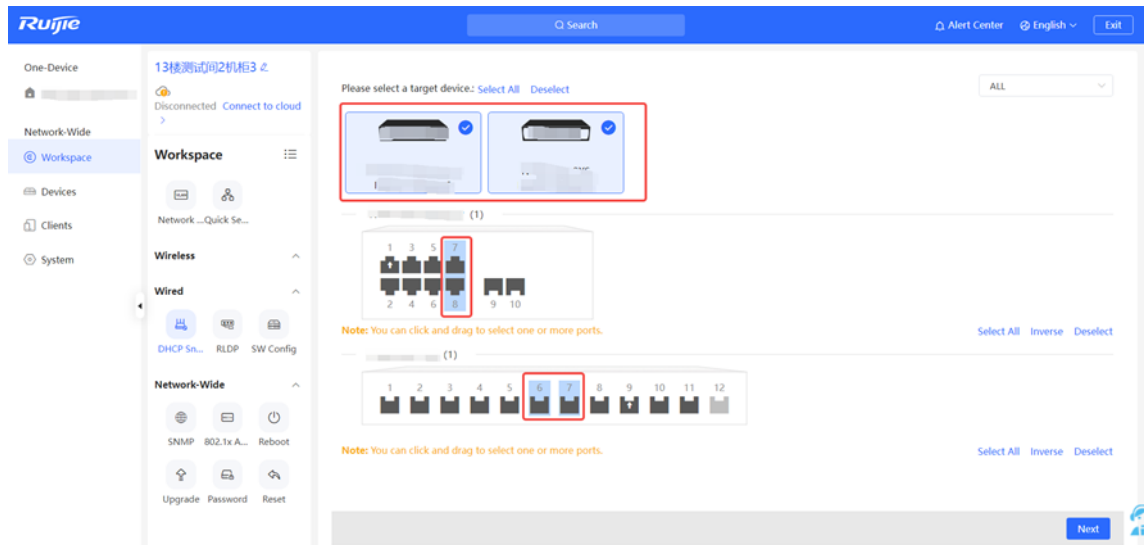 Ruijie
Search
Alert Center
English
Exit
One-Device
Network-Wide
Workspace
Devices
Clients
System
13楼测试间2机柜3
Disconnected Connect to cloud
>
Workspace
Network ... Quick Se...
Wireless
Wired
DHCP Sn... RLDP SW Config
Network-Wide
SNMP 802.1x A... Reboot
Upgrade Password Reset
Please select a target device.: Select All Deselect
ALL
(1)
1 3 5 7
2 4 6 8 9 10
Note: You can click and drag to select one or more ports.
Select All Inverse Deselect
(1)
1 2 3 4 5 6 7 8 9 10 11 12
Note: You can click and drag to select one or more ports.
Select All Inverse Deselect
Next